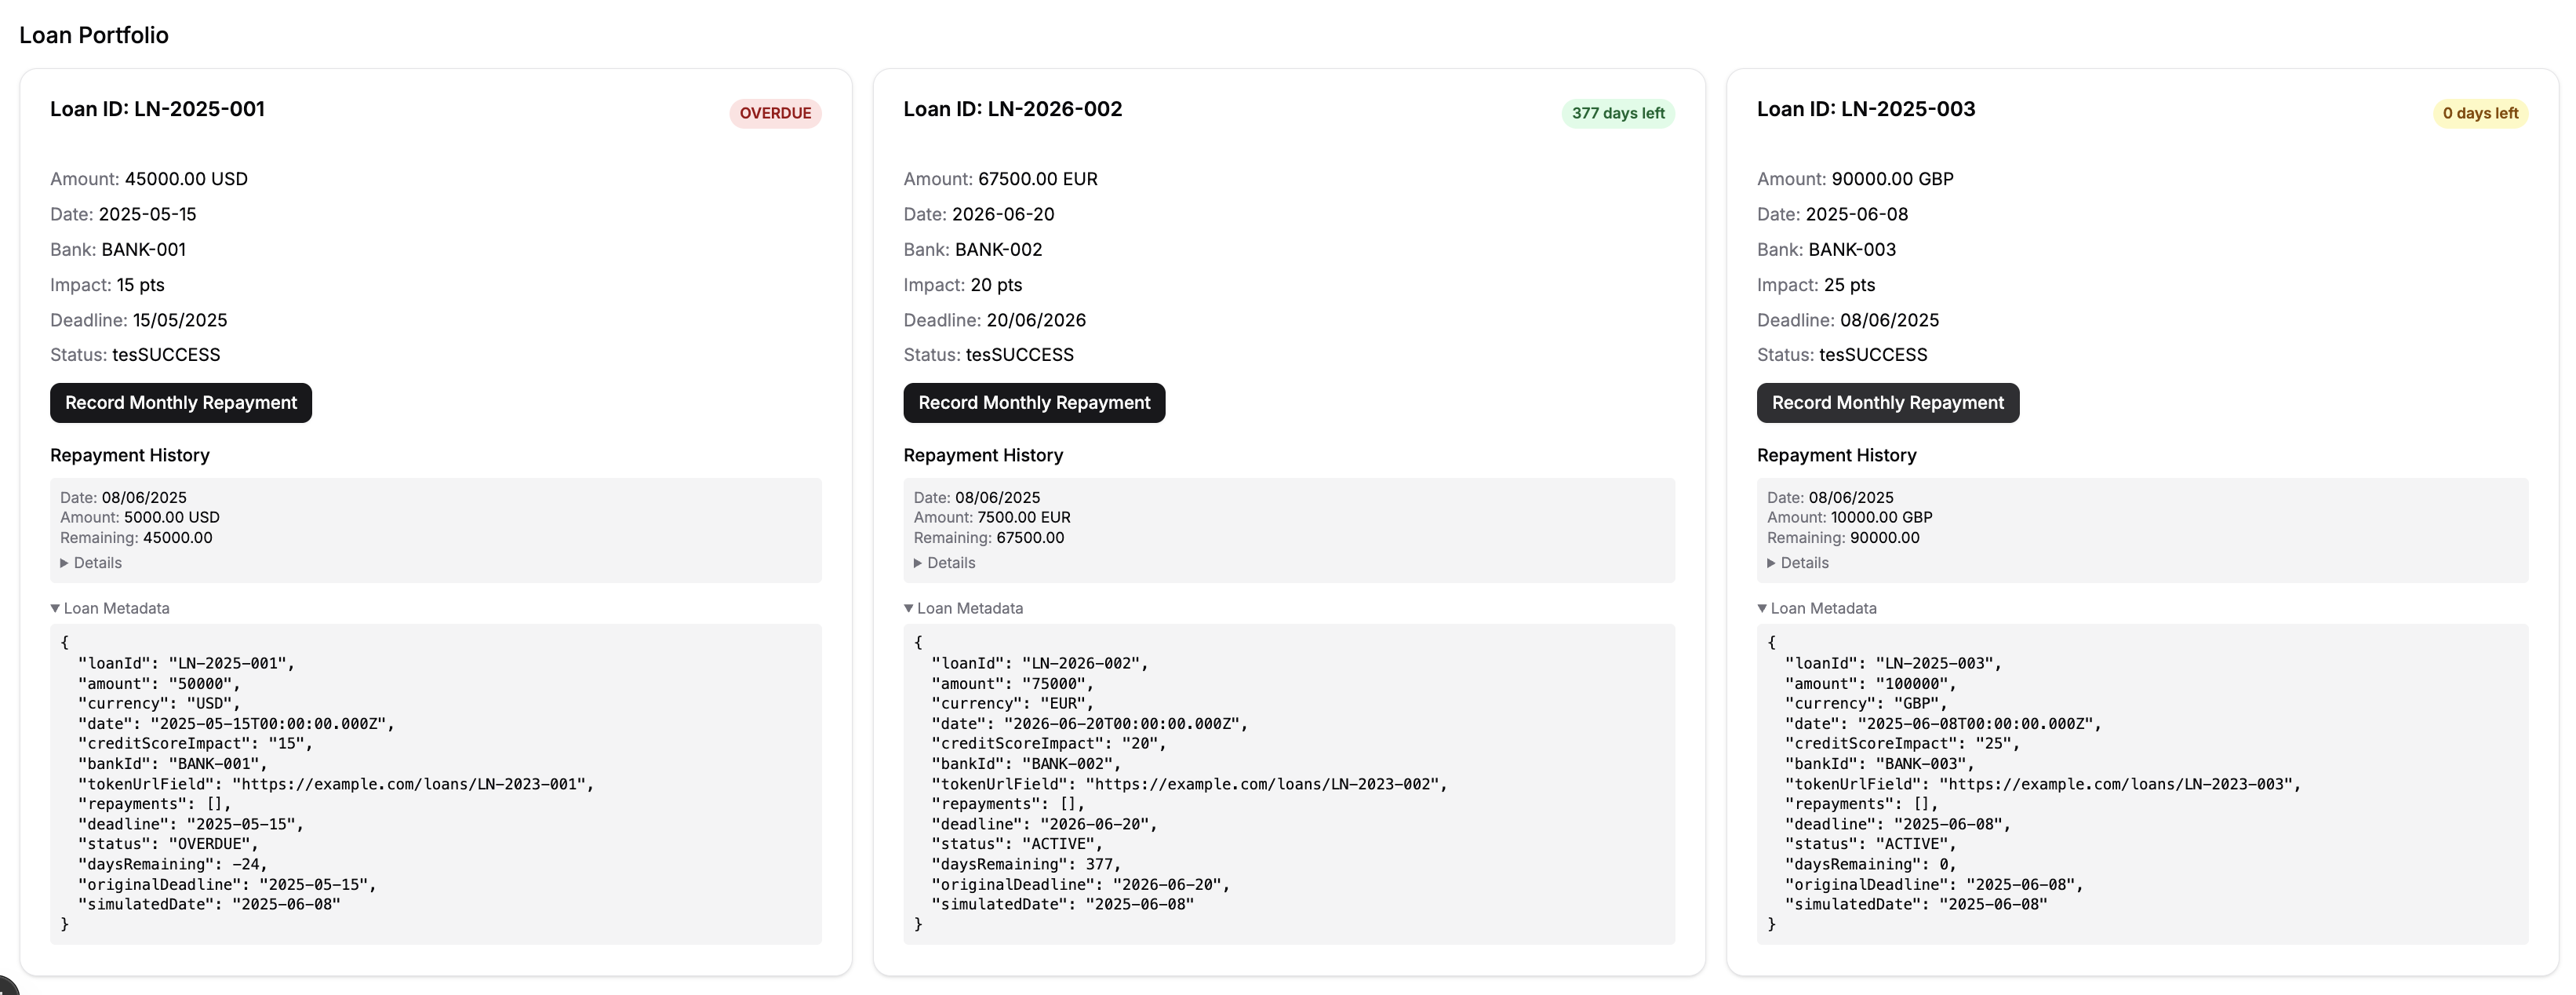 Loan Portfolio
Loan ID: LN-2025-001
OVERDUE
Amount: 45000.00 USD
Date: 2025-05-15
Bank: BANK-001
Impact: 15 pts
Deadline: 15/05/2025
Status: tesSUCCESS
Record Monthly Repayment
Repayment History
Date: 08/06/2025
Amount: 5000.00 USD
Remaining: 45000.00
▶ Details
▼ Loan Metadata
{
  "loanId": "LN-2025-001",
  "amount": "50000",
  "currency": "USD",
  "date": "2025-05-15T00:00:00.000Z",
  "creditScoreImpact": "15",
  "bankId": "BANK-001",
  "tokenUrlField": "https://example.com/loans/LN-2023-001",
  "repayments": [],
  "deadline": "2025-05-15",
  "status": "OVERDUE",
  "daysRemaining": -24,
  "originalDeadline": "2025-05-15",
  "simulatedDate": "2025-06-08"
}
Loan ID: LN-2026-002
377 days left
Amount: 67500.00 EUR
Date: 2026-06-20
Bank: BANK-002
Impact: 20 pts
Deadline: 20/06/2026
Status: tesSUCCESS
Record Monthly Repayment
Repayment History
Date: 08/06/2025
Amount: 7500.00 EUR
Remaining: 67500.00
▶ Details
▼ Loan Metadata
{
  "loanId": "LN-2026-002",
  "amount": "75000",
  "currency": "EUR",
  "date": "2026-06-20T00:00:00.000Z",
  "creditScoreImpact": "20",
  "bankId": "BANK-002",
  "tokenUrlField": "https://example.com/loans/LN-2023-002",
  "repayments": [],
  "deadline": "2026-06-20",
  "status": "ACTIVE",
  "daysRemaining": 377,
  "originalDeadline": "2026-06-20",
  "simulatedDate": "2025-06-08"
}
Loan ID: LN-2025-003
0 days left
Amount: 90000.00 GBP
Date: 2025-06-08
Bank: BANK-003
Impact: 25 pts
Deadline: 08/06/2025
Status: tesSUCCESS
Record Monthly Repayment
Repayment History
Date: 08/06/2025
Amount: 10000.00 GBP
Remaining: 90000.00
▶ Details
▼ Loan Metadata
{
  "loanId": "LN-2025-003",
  "amount": "100000",
  "currency": "GBP",
  "date": "2025-06-08T00:00:00.000Z",
  "creditScoreImpact": "25",
  "bankId": "BANK-003",
  "tokenUrlField": "https://example.com/loans/LN-2023-003",
  "repayments": [],
  "deadline": "2025-06-08",
  "status": "ACTIVE",
  "daysRemaining": 0,
  "originalDeadline": "2025-06-08",
  "simulatedDate": "2025-06-08"
}